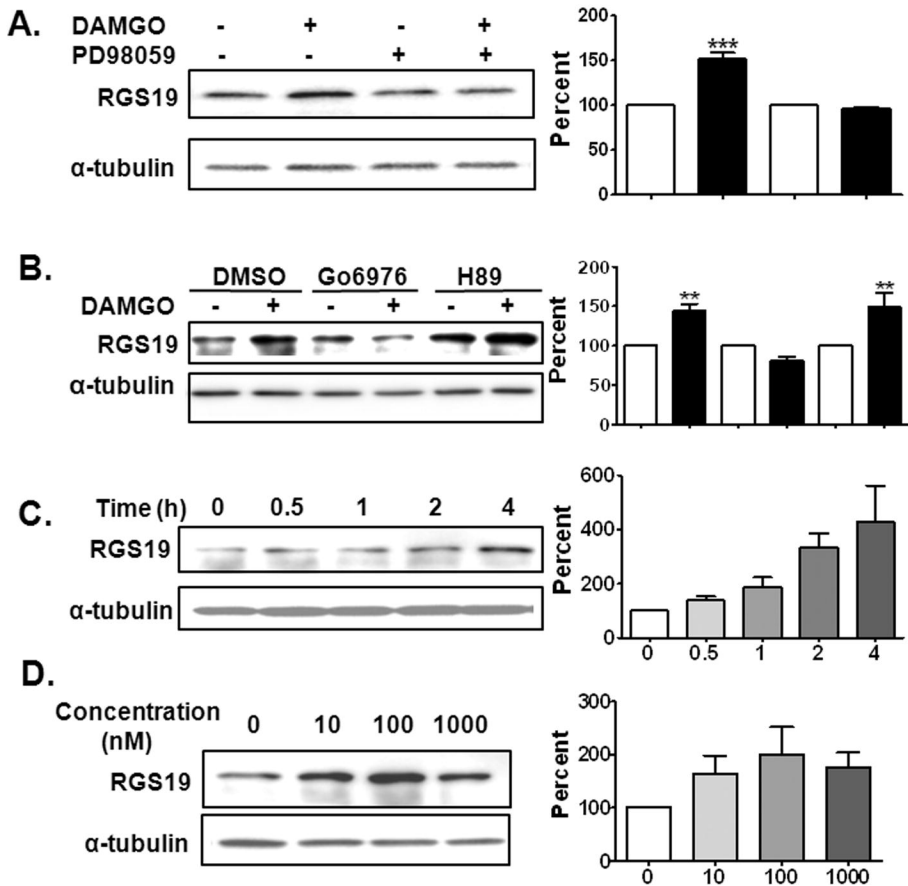 A.
DAMGO - + - +
PD98059 - - + +
RGS19
α-tubulin
Percent
200
150
100
50
0
***
B.
DMSO Go6976 H89
DAMGO - + - + - +
RGS19
α-tubulin
Percent
200
150
100
50
0
** **
C.
Time (h) 0 0.5 1 2 4
RGS19
α-tubulin
Percent
600
400
200
0
0 0.5 1 2 4
D.
Concentration
(nM) 0 10 100 1000
RGS19
α-tubulin
Percent
300
200
100
0
0 10 100 1000